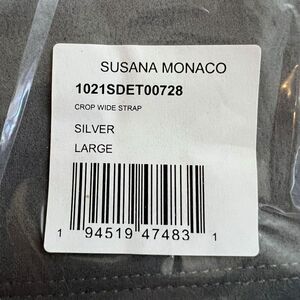 SUSANA MONACO
1021SDET00728
CROP WIDE STRAP
SILVER
LARGE
1 94519 47483 1